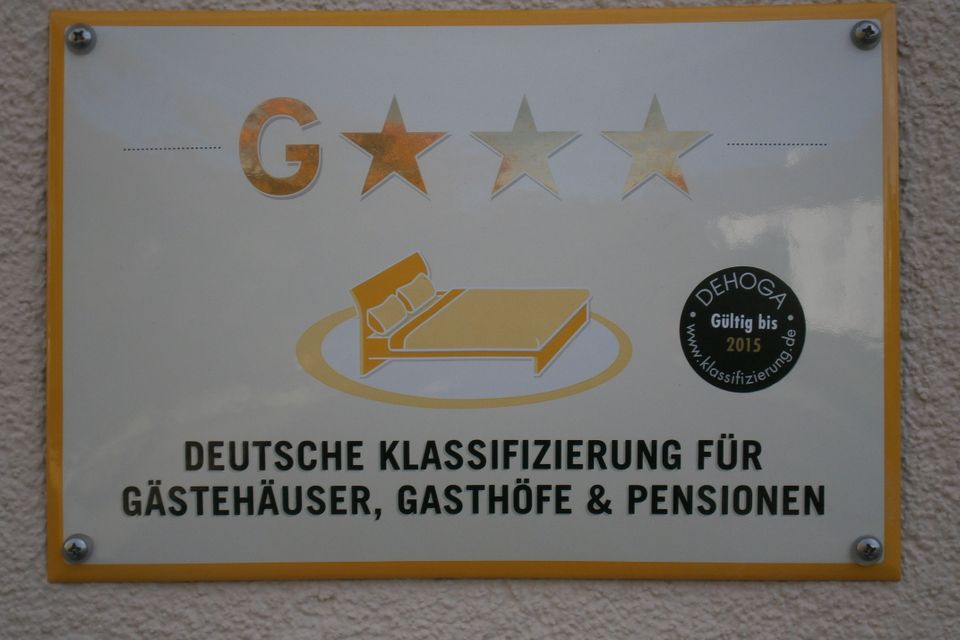 G★★★
DEHOGA
Gültig bis
2015
www.klassifizierung.de
DEUTSCHE KLASSIFIZIERUNG FÜR
GÄSTEHÄUSER, GASTHÖFE & PENSIONEN